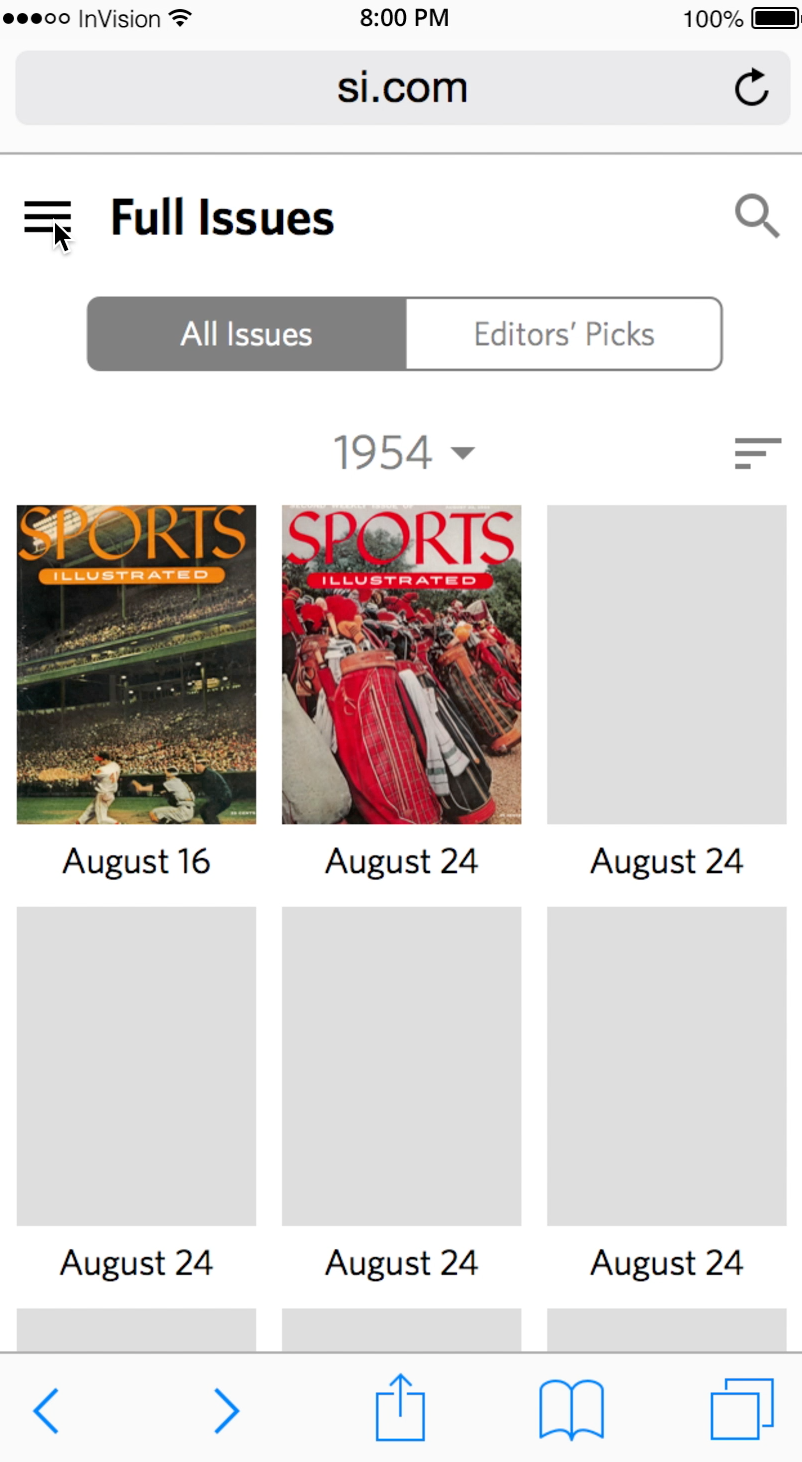 InVision 8:00 PM 100%
si.com
Full Issues
All Issues Editors’ Picks
1954
SPORTS
ILLUSTRATED
SPORTS
ILLUSTRATED
August 16 August 24 August 24
August 24 August 24 August 24